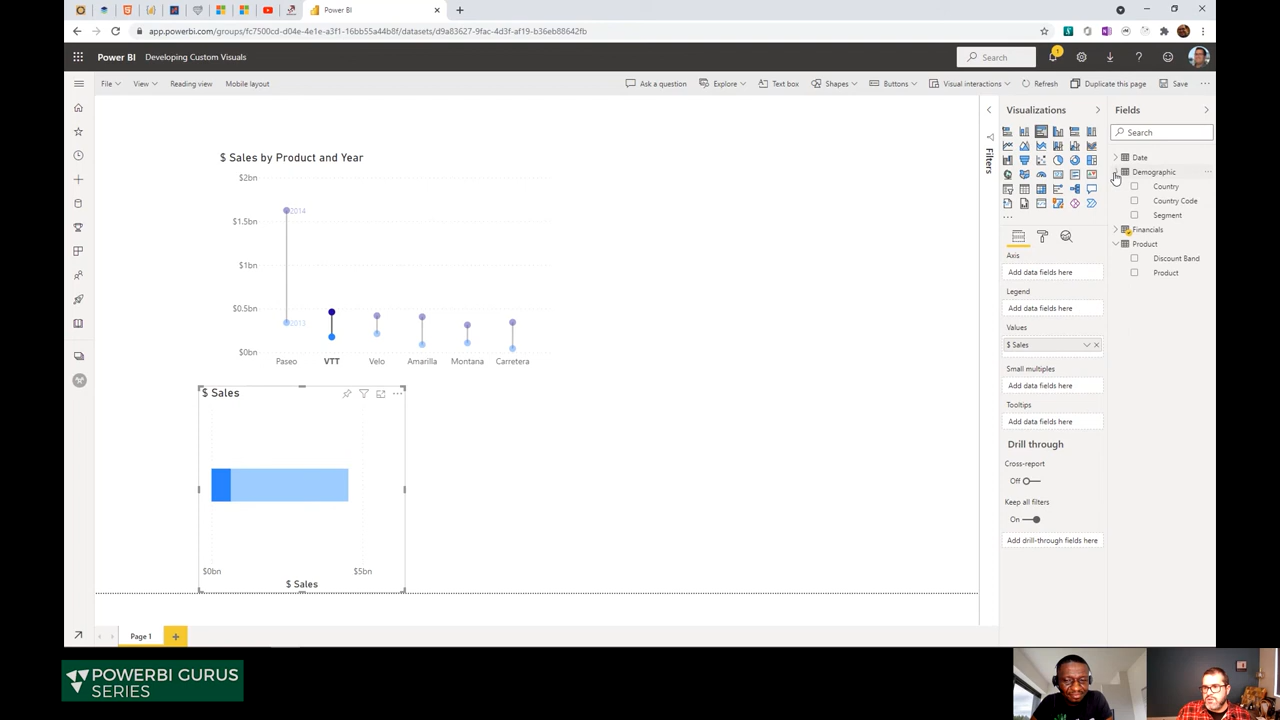 Power BI
app.powerbi.com/groups/fc7500cd-d04e-4e1e-a3f1-16bb55a44b8f/datasets/d9a83627-9fac-4d3f-af19-b36eb88642fb
Power BI
Developing Custom Visuals
Search
1
File
View
Reading view
Mobile layout
Ask a question
Explore
Text box
Shapes
Buttons
Visual interactions
Refresh
Duplicate this page
Save
$ Sales by Product and Year
$2bn
$1.5bn
$1bn
$0.5bn
$0bn
2014
2013
Paseo
VTT
Velo
Amarilla
Montana
Carretera
$ Sales
$0bn
$5bn
$ Sales
Filters
Visualizations
Axis
Add data fields here
Legend
Add data fields here
Values
$ Sales
Small multiples
Add data fields here
Tooltips
Add data fields here
Drill through
Cross-report
Off
Keep all filters
On
Add drill-through fields here
Fields
Search
Date
Demographic
Country
Country Code
Segment
Financials
Product
Discount Band
Product
Page 1
POWERBI GURUS
SERIES